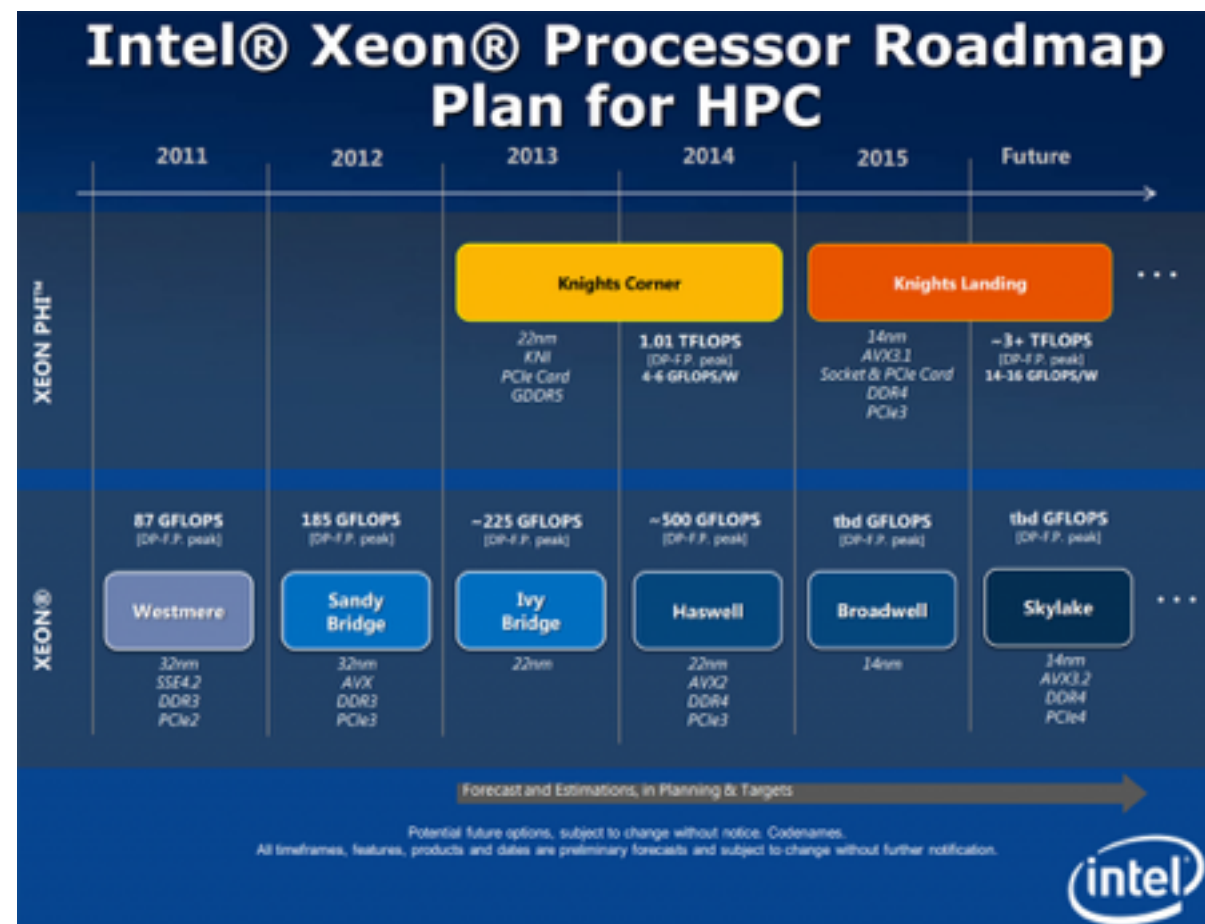 Intel® Xeon® Processor Roadmap
Plan for HPC
2011
2012
2013
2014
2015
Future
XEON PHI™
Knights Corner
22nm
KNI
PCIe Card
GDDR5
1.01 TFLOPS
[DP-F.P. peak]
4-6 GFLOPS/W
Knights Landing
14nm
AVX3.1
Socket & PCIe Card
DDR4
PCIe3
~3+ TFLOPS
[DP-F.P. peak]
14-16 GFLOPS/W
...
XEON®
87 GFLOPS
[DP-F.P. peak]
Westmere
32nm
SSE4.2
DDR3
PCIe2
185 GFLOPS
[DP-F.P. peak]
Sandy
Bridge
32nm
AVX
DDR3
PCIe3
~225 GFLOPS
[DP-F.P. peak]
Ivy
Bridge
22nm
~500 GFLOPS
[DP-F.P. peak]
Haswell
22nm
AVX2
DDR4
PCIe3
tbd GFLOPS
[DP-F.P. peak]
Broadwell
14nm
tbd GFLOPS
[DP-F.P. peak]
Skylake
14nm
AVX3.2
DDR4
PCIe4
...
Forecast and Estimations, in Planning & Targets
Potential future options, subject to change without notice. Codenames.
All timeframes, features, products and dates are preliminary forecasts and subject to change without further notification.
intel